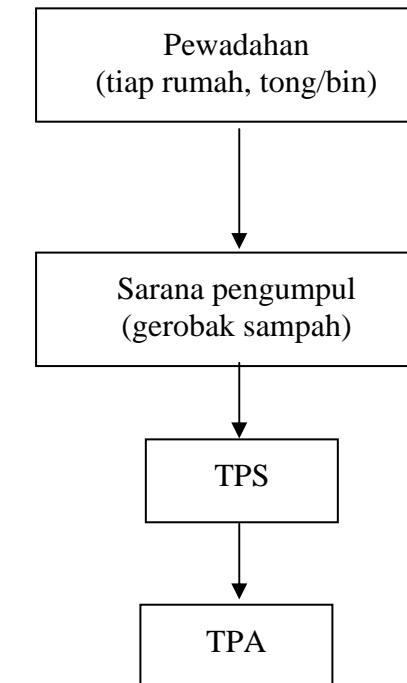 Pewadahan
(tiap rumah, tong/bin)
Sarana pengumpul
(gerobak sampah)
TPS
TPA